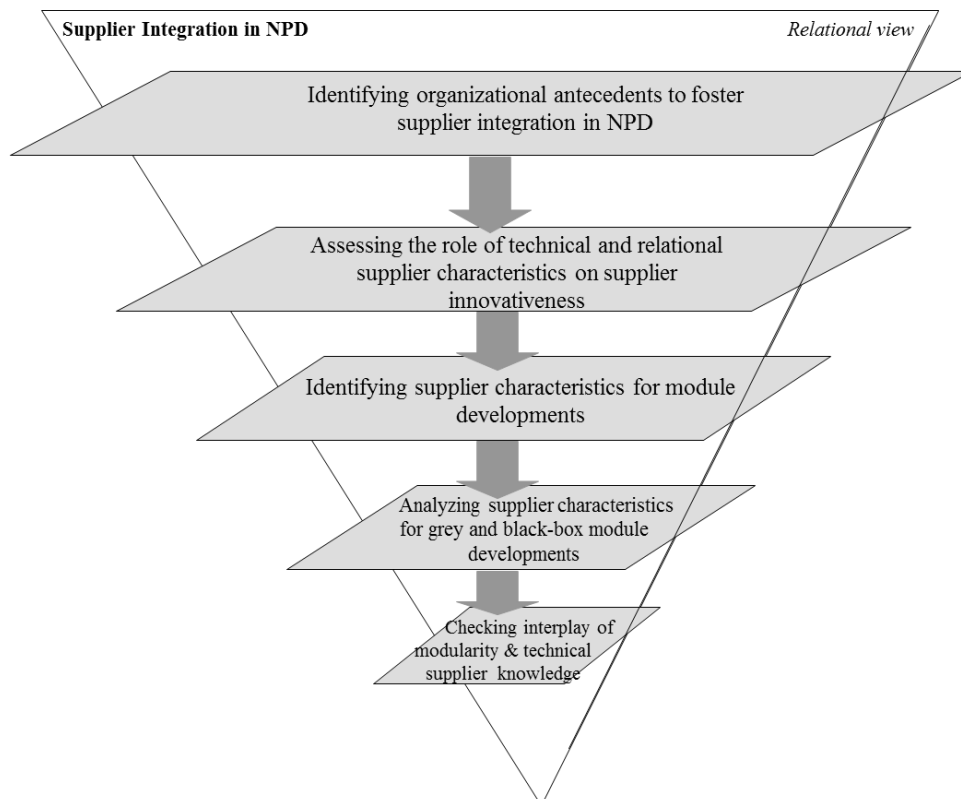 Supplier Integration in NPD
Relational view
Identifying organizational antecedents to foster
supplier integration in NPD
Assessing the role of technical and relational
supplier characteristics on supplier
innovativeness
Identifying supplier characteristics for module
developments
Analyzing supplier characteristics
for grey and black-box module
developments
Checking interplay of
modularity & technical
supplier knowledge